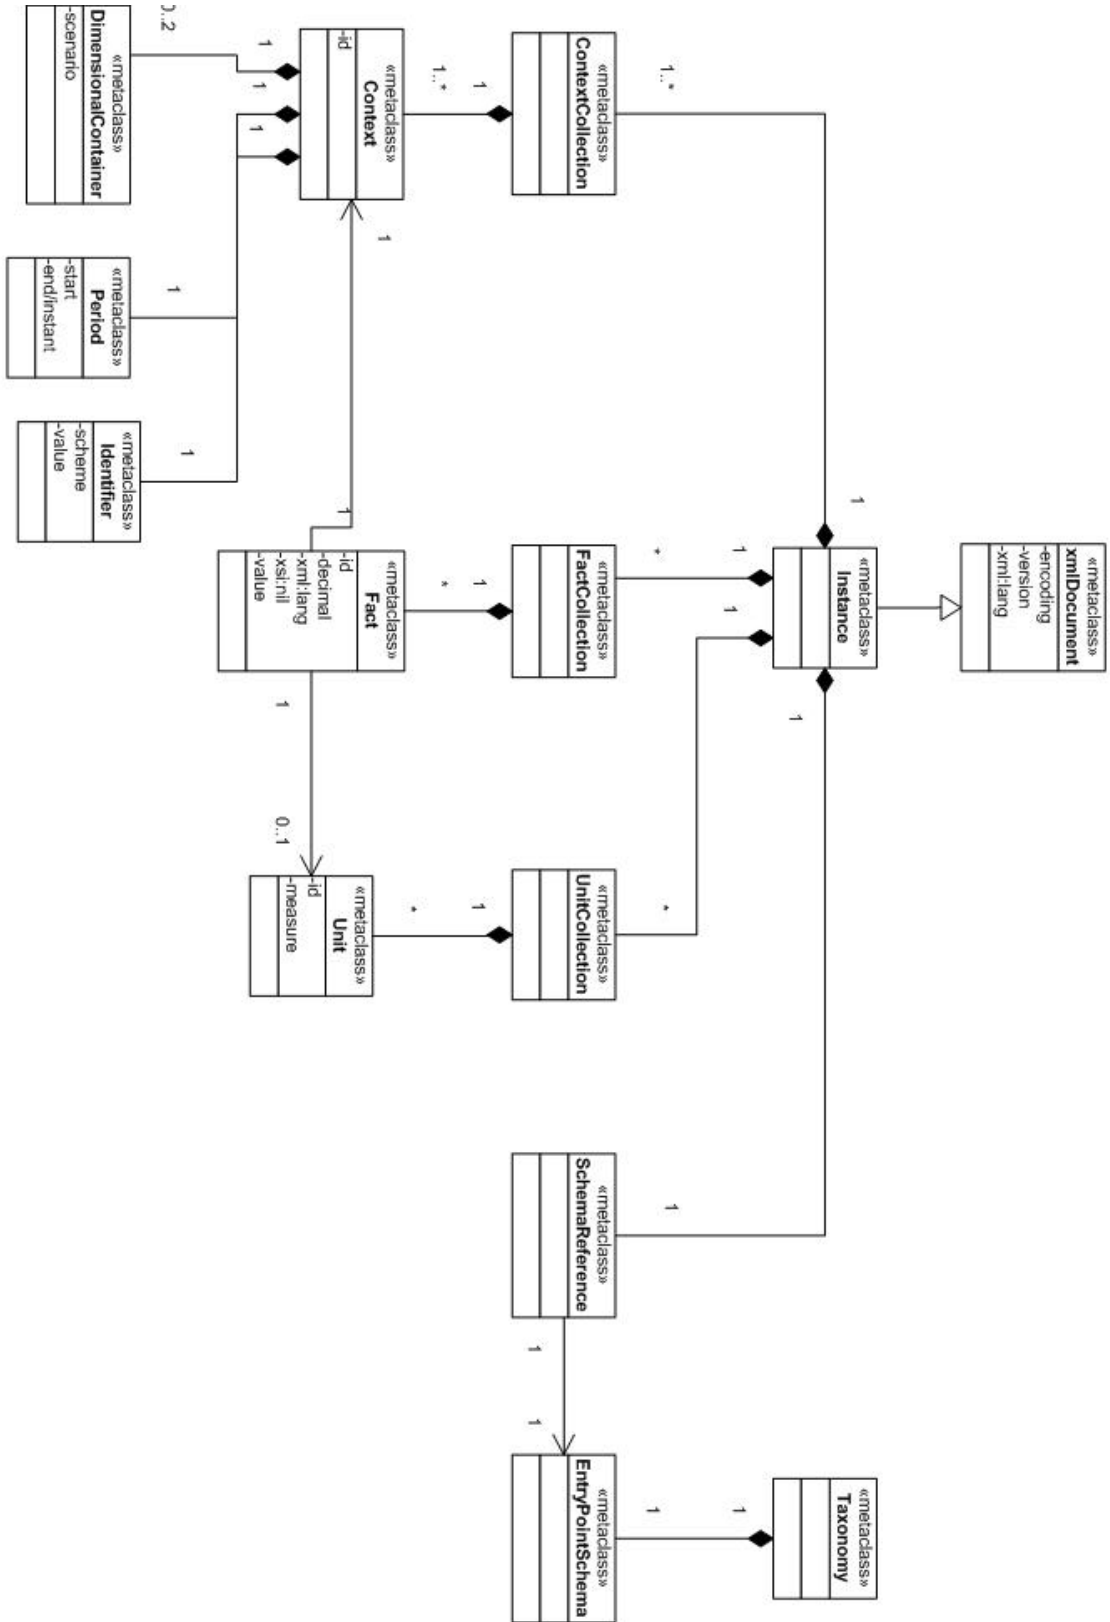 «metaclass»
xmlDocument
-encoding
-version
-xml:lang
«metaclass»
Instance
1
1
1
1
«metaclass»
Taxonomy
1
1..*
*
*
1
1
«metaclass»
ContextCollection
«metaclass»
FactCollection
«metaclass»
UnitCollection
«metaclass»
SchemaReference
«metaclass»
EntryPointSchema
1
1
1
1
1
1..*
*
*
«metaclass»
Context
-id
1
«metaclass»
Fact
-id
-decimal
-xml:lang
-xsi:nil
-value
1
«metaclass»
Unit
-id
-measure
1
0..1
1
1
1
0..2
1
1
«metaclass»
DimensionalContainer
-scenario
«metaclass»
Period
-start
-end/instant
«metaclass»
Identifier
-scheme
-value